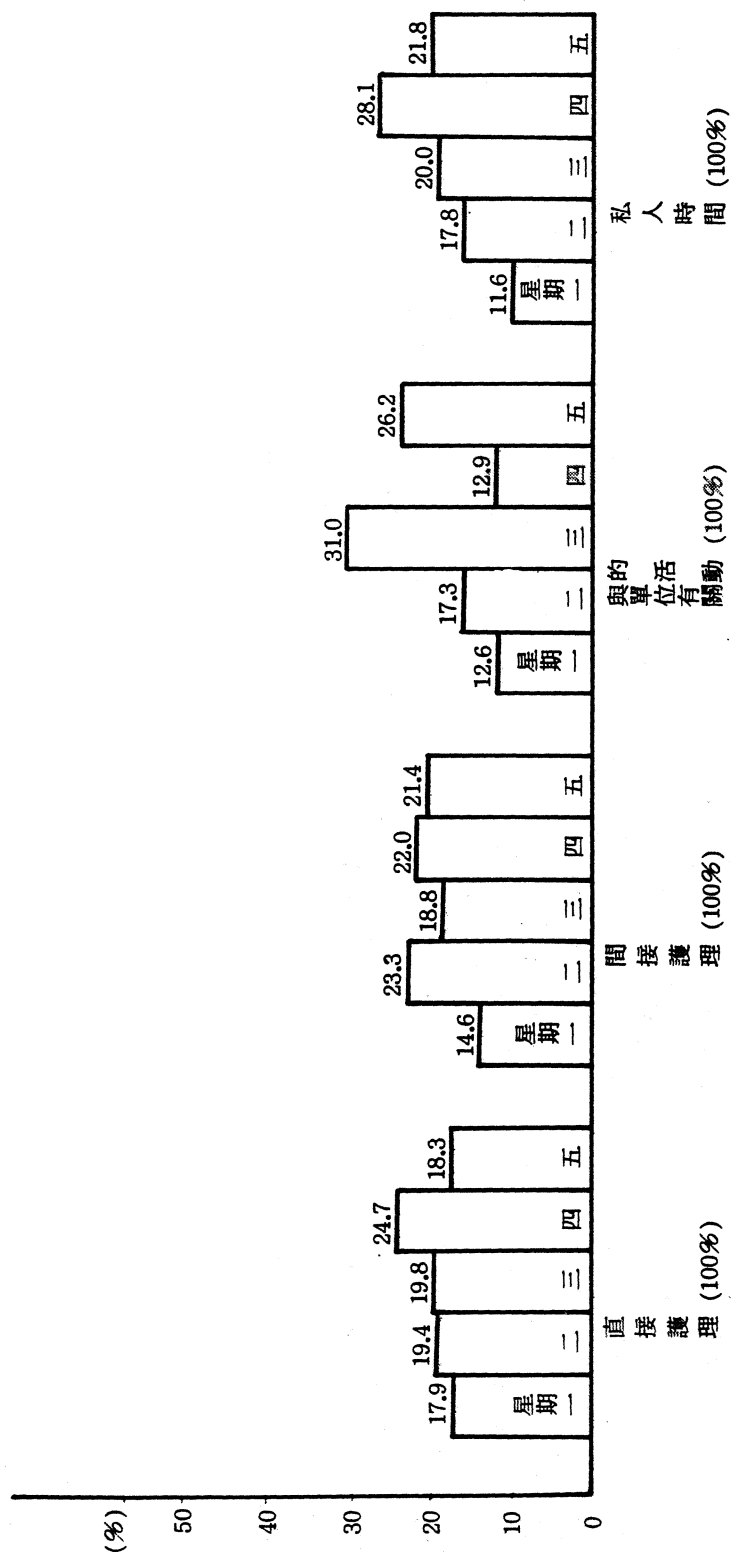 (%)
50
40
30
20
10
0
17.9
19.4
19.8
24.7
18.3
星期一
二
三
四
五
直接護理 (100%)
14.6
23.3
18.8
22.0
21.4
星期一
二
三
四
五
間接護理 (100%)
12.6
17.3
31.0
12.9
26.2
星期一
二
三
四
五
與單位有關
的活動 (100%)
11.6
17.8
20.0
28.1
21.8
星期一
二
三
四
五
私人時間 (100%)